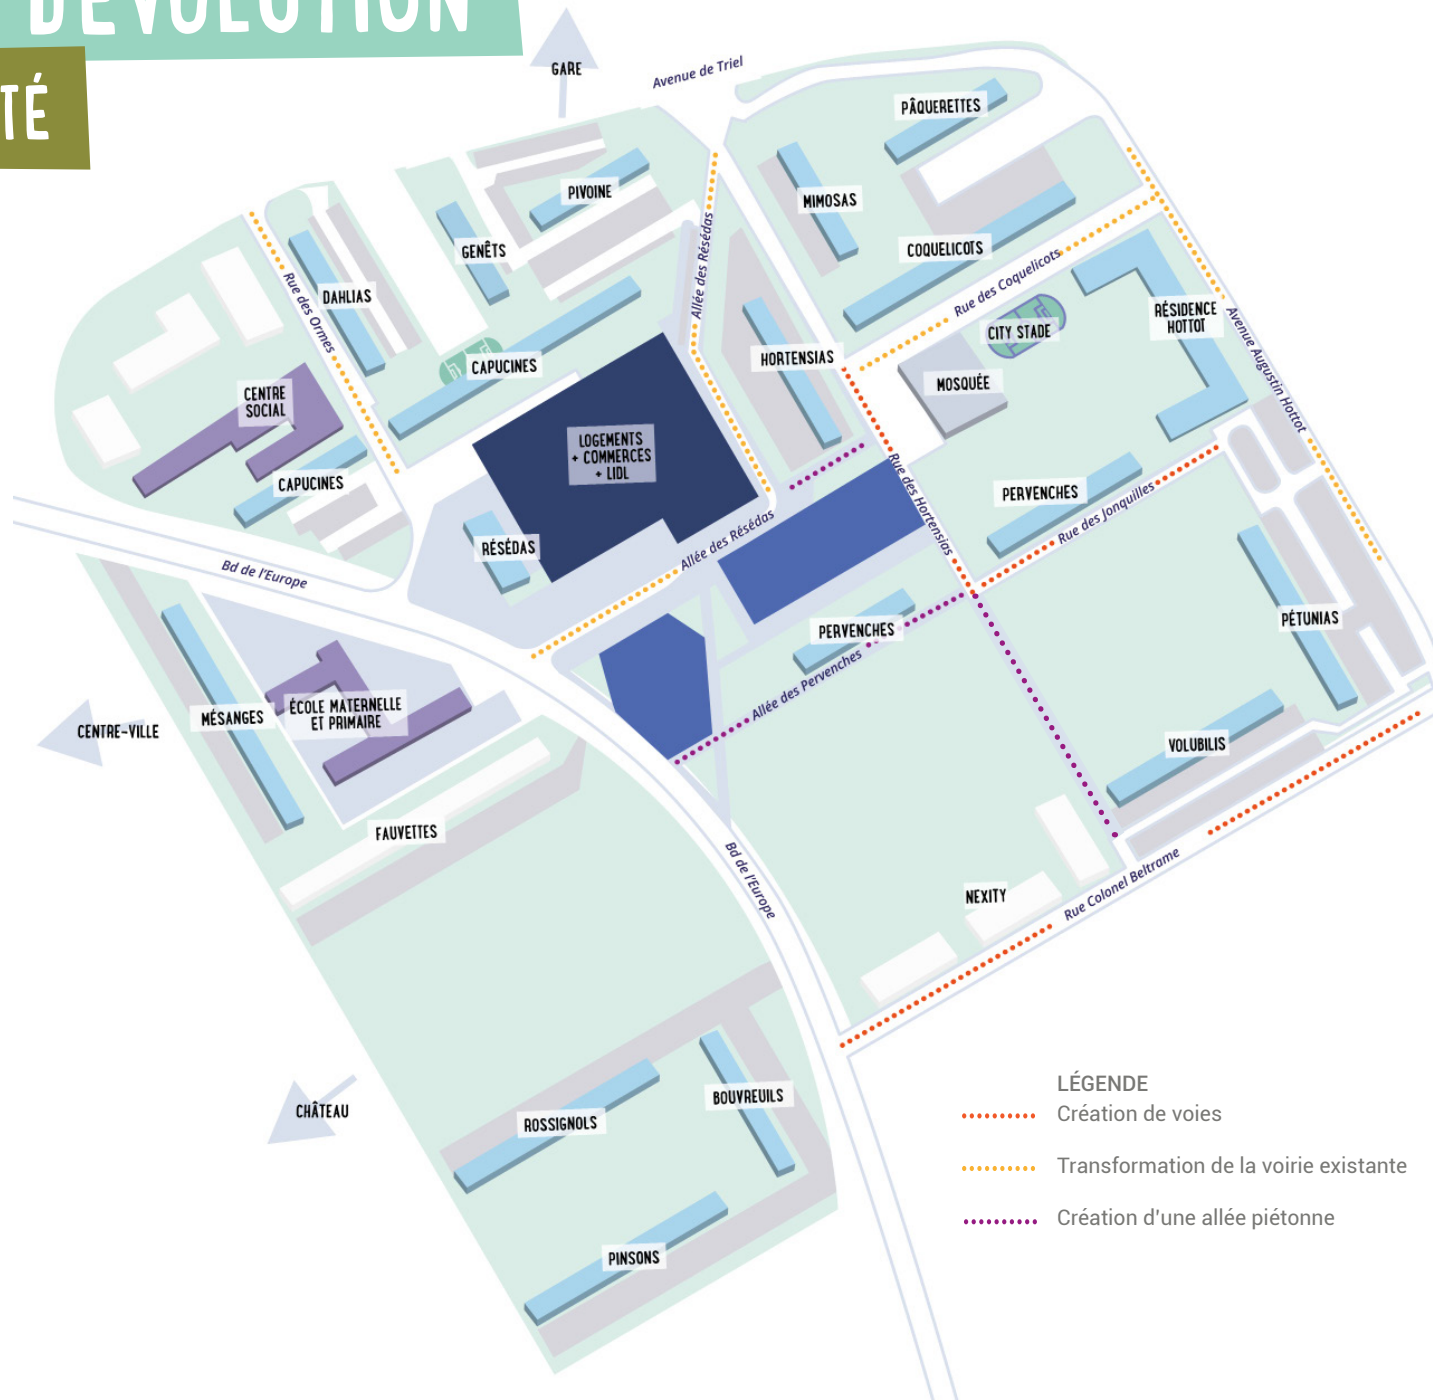 D'ÉVOLUTION
TÉ
GARE
Avenue de Triel
PÂQUERETTES
PIVOINE
MIMOSAS
GENÊTS
COQUELICOTS
Allée des Résédas
Rue des Coquelicots
DAHLIAS
Rue des Ormes
RÉSIDENCE
HOTTOT
CITY STADE
Avenue Augustin Hottot
HORTENSIAS
CAPUCINES
MOSQUÉE
CENTRE
SOCIAL
LOGEMENTS
+ COMMERCES
+ LIDL
CAPUCINES
PERVENCHES
Rue des Hortensias
Rue des Jonquilles
RÉSÉDAS
Allée des Résédas
Bd de l'Europe
PÉTUNIAS
PERVENCHES
Allée des Pervenches
MÉSANGES
ÉCOLE MATERNELLE
ET PRIMAIRE
CENTRE-VILLE
VOLUBILIS
FAUVETTES
Bd de l'Europe
Rue Colonel Beltrame
NEXITY
CHÂTEAU
BOUVREUILS
ROSSIGNOLS
PINSONS
LÉGENDE
Création de voies
Transformation de la voirie existante
Création d'une allée piétonne